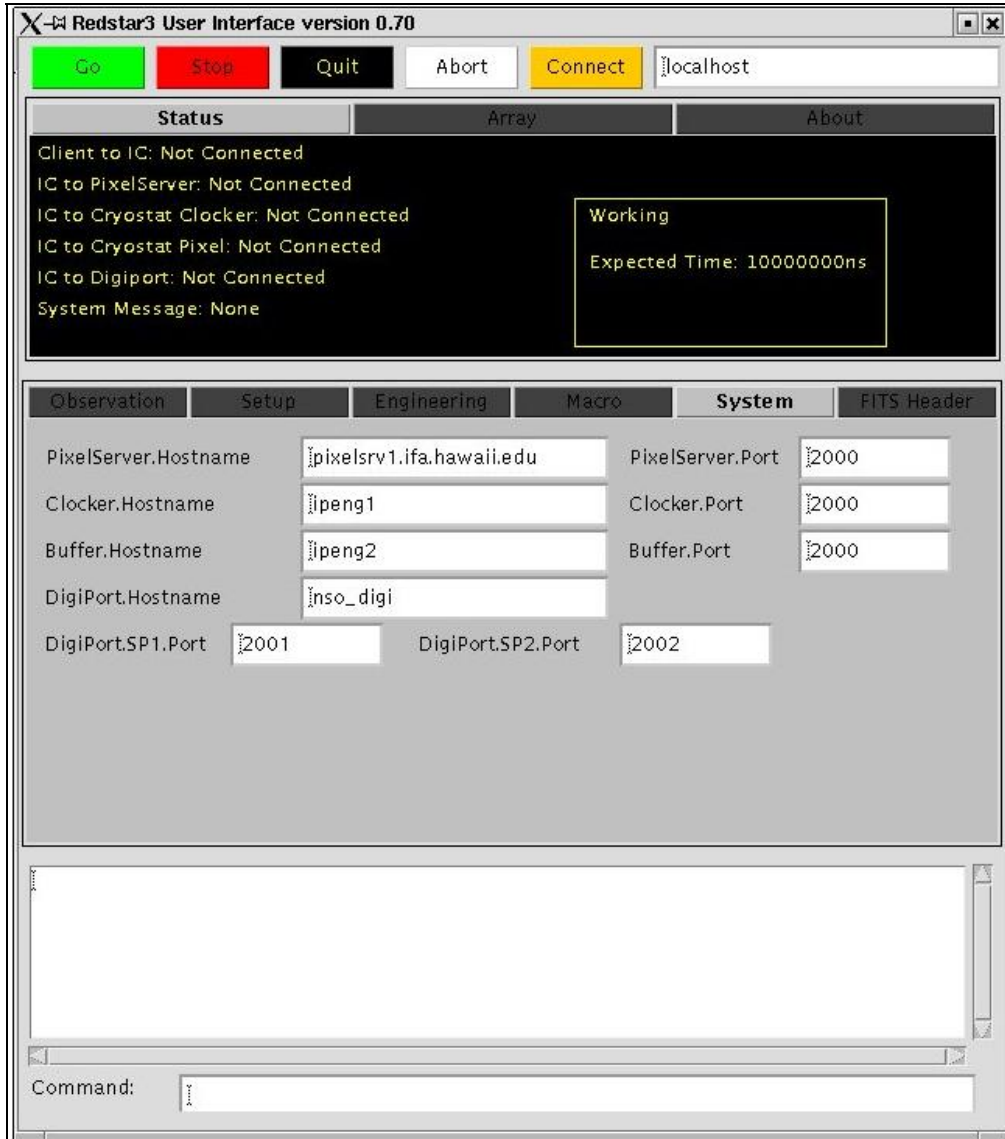 Redstar3 User Interface version 0.70
Go Stop Quit Abort Connect localhost
Status Array About
Client to IC: Not Connected
IC to PixelServer: Not Connected
IC to Cryostat Clocker: Not Connected
IC to Cryostat Pixel: Not Connected
IC to Digiport: Not Connected
System Message: None
Working
Expected Time: 10000000ns
Observation Setup Engineering Macro System FITS Header
PixelServer.Hostname pixelsrv1.ifa.hawaii.edu PixelServer.Port 2000
Clocker.Hostname ipeng1 Clocker.Port 2000
Buffer.Hostname ipeng2 Buffer.Port 2000
DigiPort.Hostname nso_digi
DigiPort.SP1.Port 2001 DigiPort.SP2.Port 2002
Command: